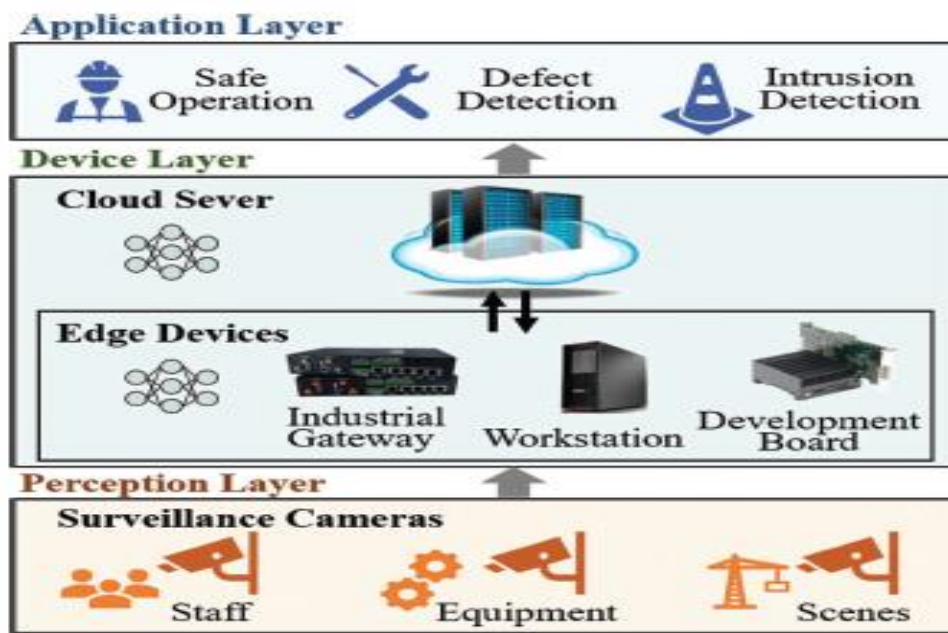 Application Layer
Safe
Operation
Defect
Detection
Intrusion
Detection
Device Layer
Cloud Sever
Edge Devices
Industrial
Gateway
Workstation
Development
Board
Perception Layer
Surveillance Cameras
Staff
Equipment
Scenes